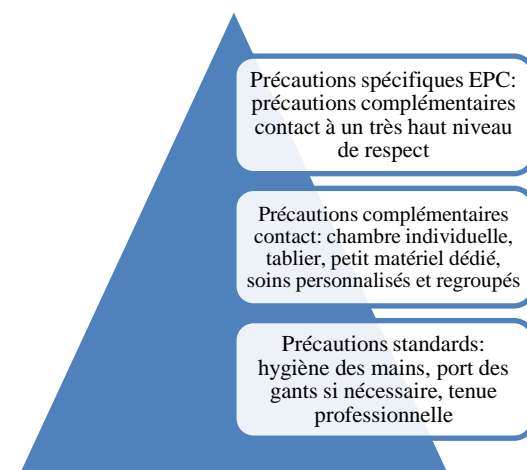 Précautions spécifiques EPC:
précautions complémentaires
contact à un très haut niveau
de respect
Précautions complémentaires
contact: chambre individuelle,
tablier, petit matériel dédié,
soins personnalisés et regroupés
Précautions standards:
hygiène des mains, port des
gants si nécessaire, tenue
professionnelle